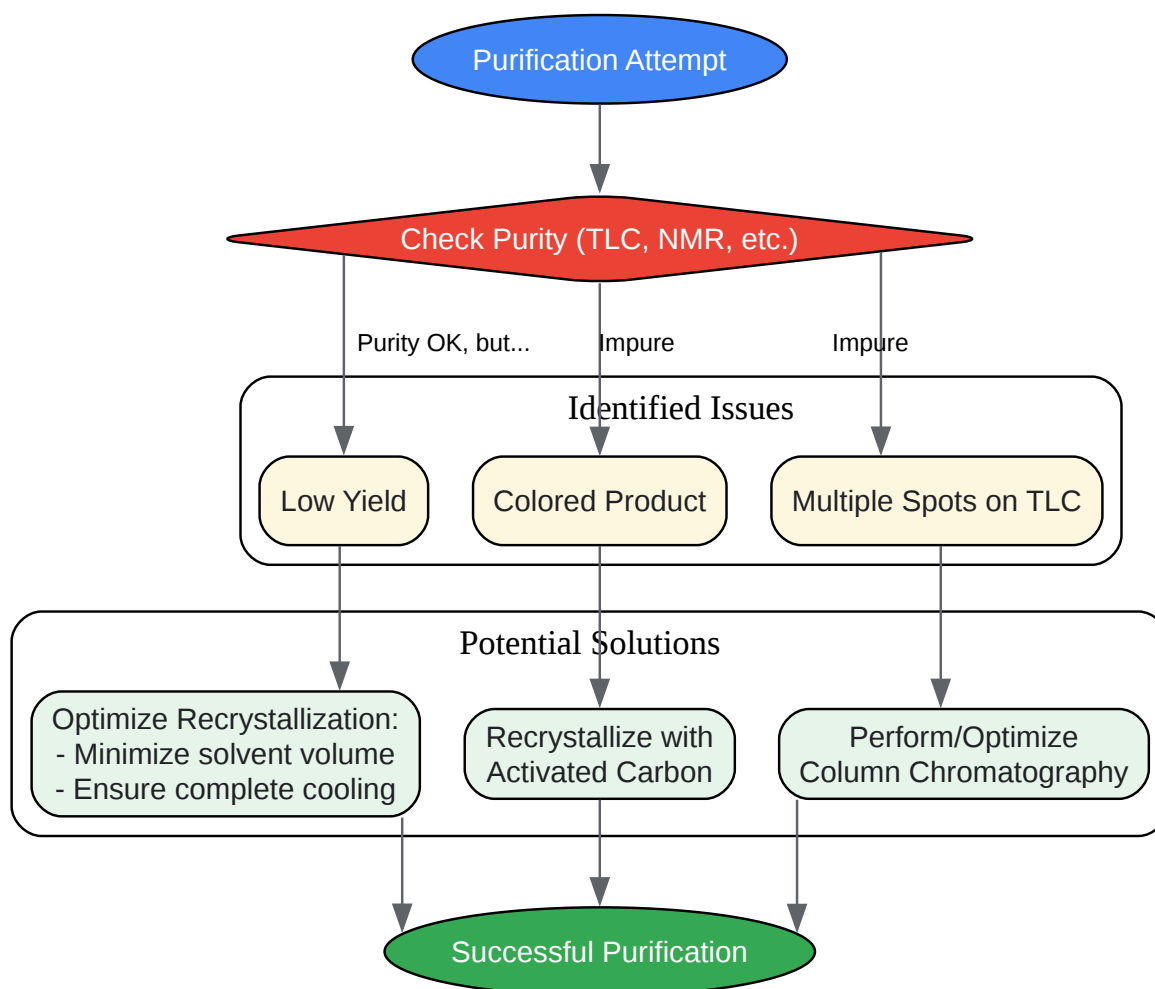 Purification Attempt
Check Purity (TLC, NMR, etc.)
Purity OK, but...
Impure
Impure
Identified Issues
Low Yield
Colored Product
Multiple Spots on TLC
Potential Solutions
Optimize Recrystallization:
- Minimize solvent volume
- Ensure complete cooling
Recrystallize with
Activated Carbon
Perform/Optimize
Column Chromatography
Successful Purification